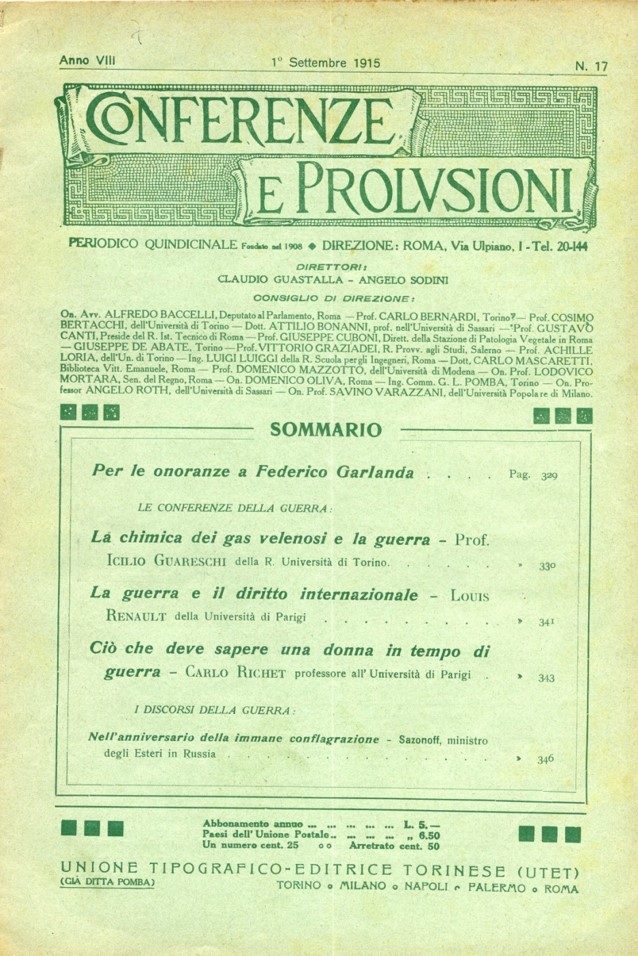 Anno VIII 1° Settembre 1915 N. 17
CONFERENZE
E PROLVSIONI
PERIODICO QUINDICINALE Fondato nel 1908 ◆ DIREZIONE: ROMA, Via Ulpiano, 1 - Tel. 20-144
DIRETTORI:
CLAUDIO GUASTALLA - ANGELO SODINI
CONSIGLIO DI DIREZIONE:
On. Avv. ALFREDO BACCELLI, Deputato al Parlamento, Roma — Prof. CARLO BERNARDI, Torino — Prof. COSIMO
BERTACCHI, dell'Università di Torino — Dott. ATTILIO BONANNI, prof. nell'Università di Sassari — Prof. GUSTAVO
CANTI, Preside del R. Ist. Tecnico di Roma — Prof. GIUSEPPE CUBONI, Dirett. della Stazione di Patologia Vegetale in Roma
— GIUSEPPE DE ABATE, Torino — Prof. VITTORIO GRAZIADEI, R. Provv. agli Studi, Salerno — Prof. ACHILLE
LORIA, dell'Un. di Torino — Ing. LUIGI LUIGGI della R. Scuola per gli Ingegneri, Roma — Dott. CARLO MASCARETTI,
Biblioteca Vitt. Emanuele, Roma — Prof. DOMENICO MAZZOTTO, dell'Università di Modena — On. Prof. LODOVICO
MORTARA, Sen. del Regno, Roma — On. DOMENICO OLIVA, Roma — Ing. Comm. G. L. POMBA, Torino — On. Pro-
fessor ANGELO ROTH, dell'Università di Sassari — On. Prof. SAVINO VARAZZANI, dell'Università Popolare di Milano.
SOMMARIO
Per le onoranze a Federico Garlanda . . . . Pag. 329
LE CONFERENZE DELLA GUERRA:
La chimica dei gas velenosi e la guerra – Prof.
ICILIO GUARESCHI della R. Università di Torino. . . . . . . » 330
La guerra e il diritto internazionale – LOUIS
RENAULT della Università di Parigi . . . . . . . . . » 341
Ciò che deve sapere una donna in tempo di
guerra – CARLO RICHET professore all'Università di Parigi . » 343
I DISCORSI DELLA GUERRA:
Nell'anniversario della immane conflagrazione - Sazonoff, ministro
degli Esteri in Russia . . . . . . . . . . . . . » 346
Abbonamento annuo ... ... ... ... ... L. 5.—
Paesi dell'Unione Postale.. ... ... ... „ 6.50
Un numero cent. 25 o o Arretrato cent. 50
UNIONE TIPOGRAFICO-EDITRICE TORINESE (UTET)
(GIÀ DITTA POMBA) TORINO o MILANO o NAPOLI o PALERMO o ROMA